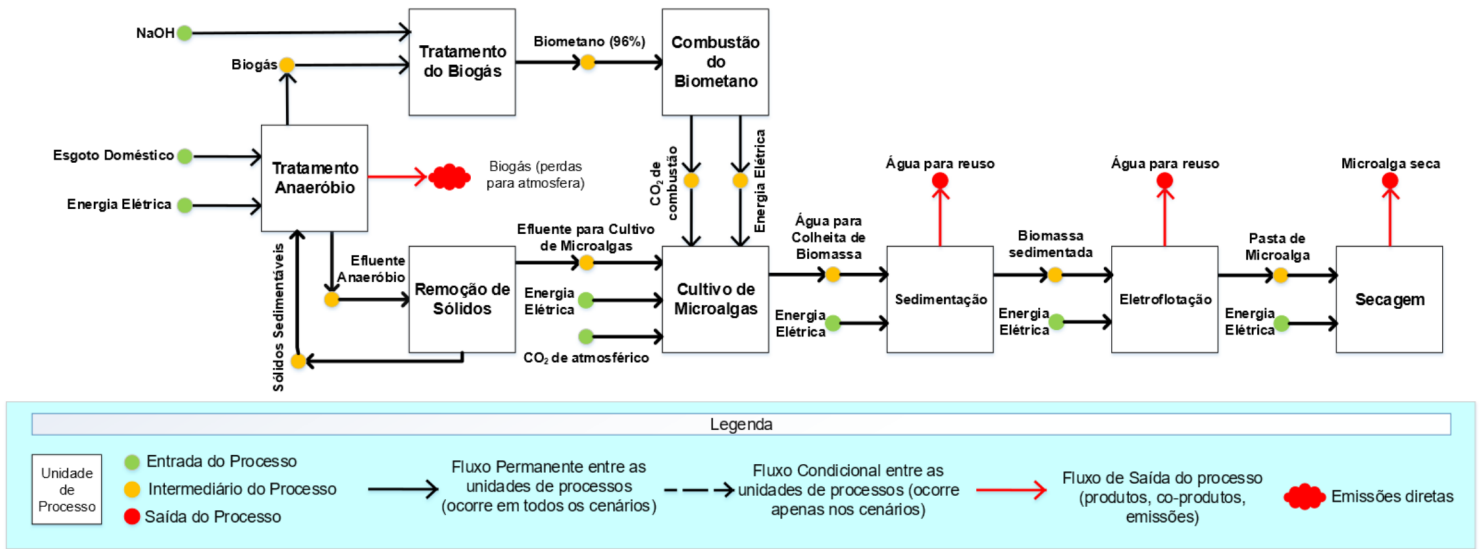 NaOH
Biogás
Tratamento
do Biogás
Biometano (96%)
Combustão
do
Biometano
Esgoto Doméstico
Energia Elétrica
Tratamento
Anaeróbio
Biogás (perdas
para atmosfera)
CO2 de
combustão
Energia Elétrica
Sólidos Sedimentáveis
Efluente
Anaeróbio
Remoção de
Sólidos
Efluente para Cultivo
de Microalgas
Energia
Elétrica
CO2 de atmosférico
Cultivo de
Microalgas
Água para
Colheita de
Biomassa
Energia
Elétrica
Água para reuso
Sedimentação
Biomassa
sedimentada
Energia
Elétrica
Água para reuso
Eletroflotação
Pasta de
Microalga
Energia
Elétrica
Microalga seca
Secagem
Legenda
Unidade
de
Processo
Entrada do Processo
Intermediário do Processo
Saída do Processo
Fluxo Permanente entre as
unidades de processos
(ocorre em todos os cenários)
Fluxo Condicional entre as
unidades de processos (ocorre
apenas nos cenários)
Fluxo de Saída do processo
(produtos, co-produtos,
emissões)
Emissões diretas